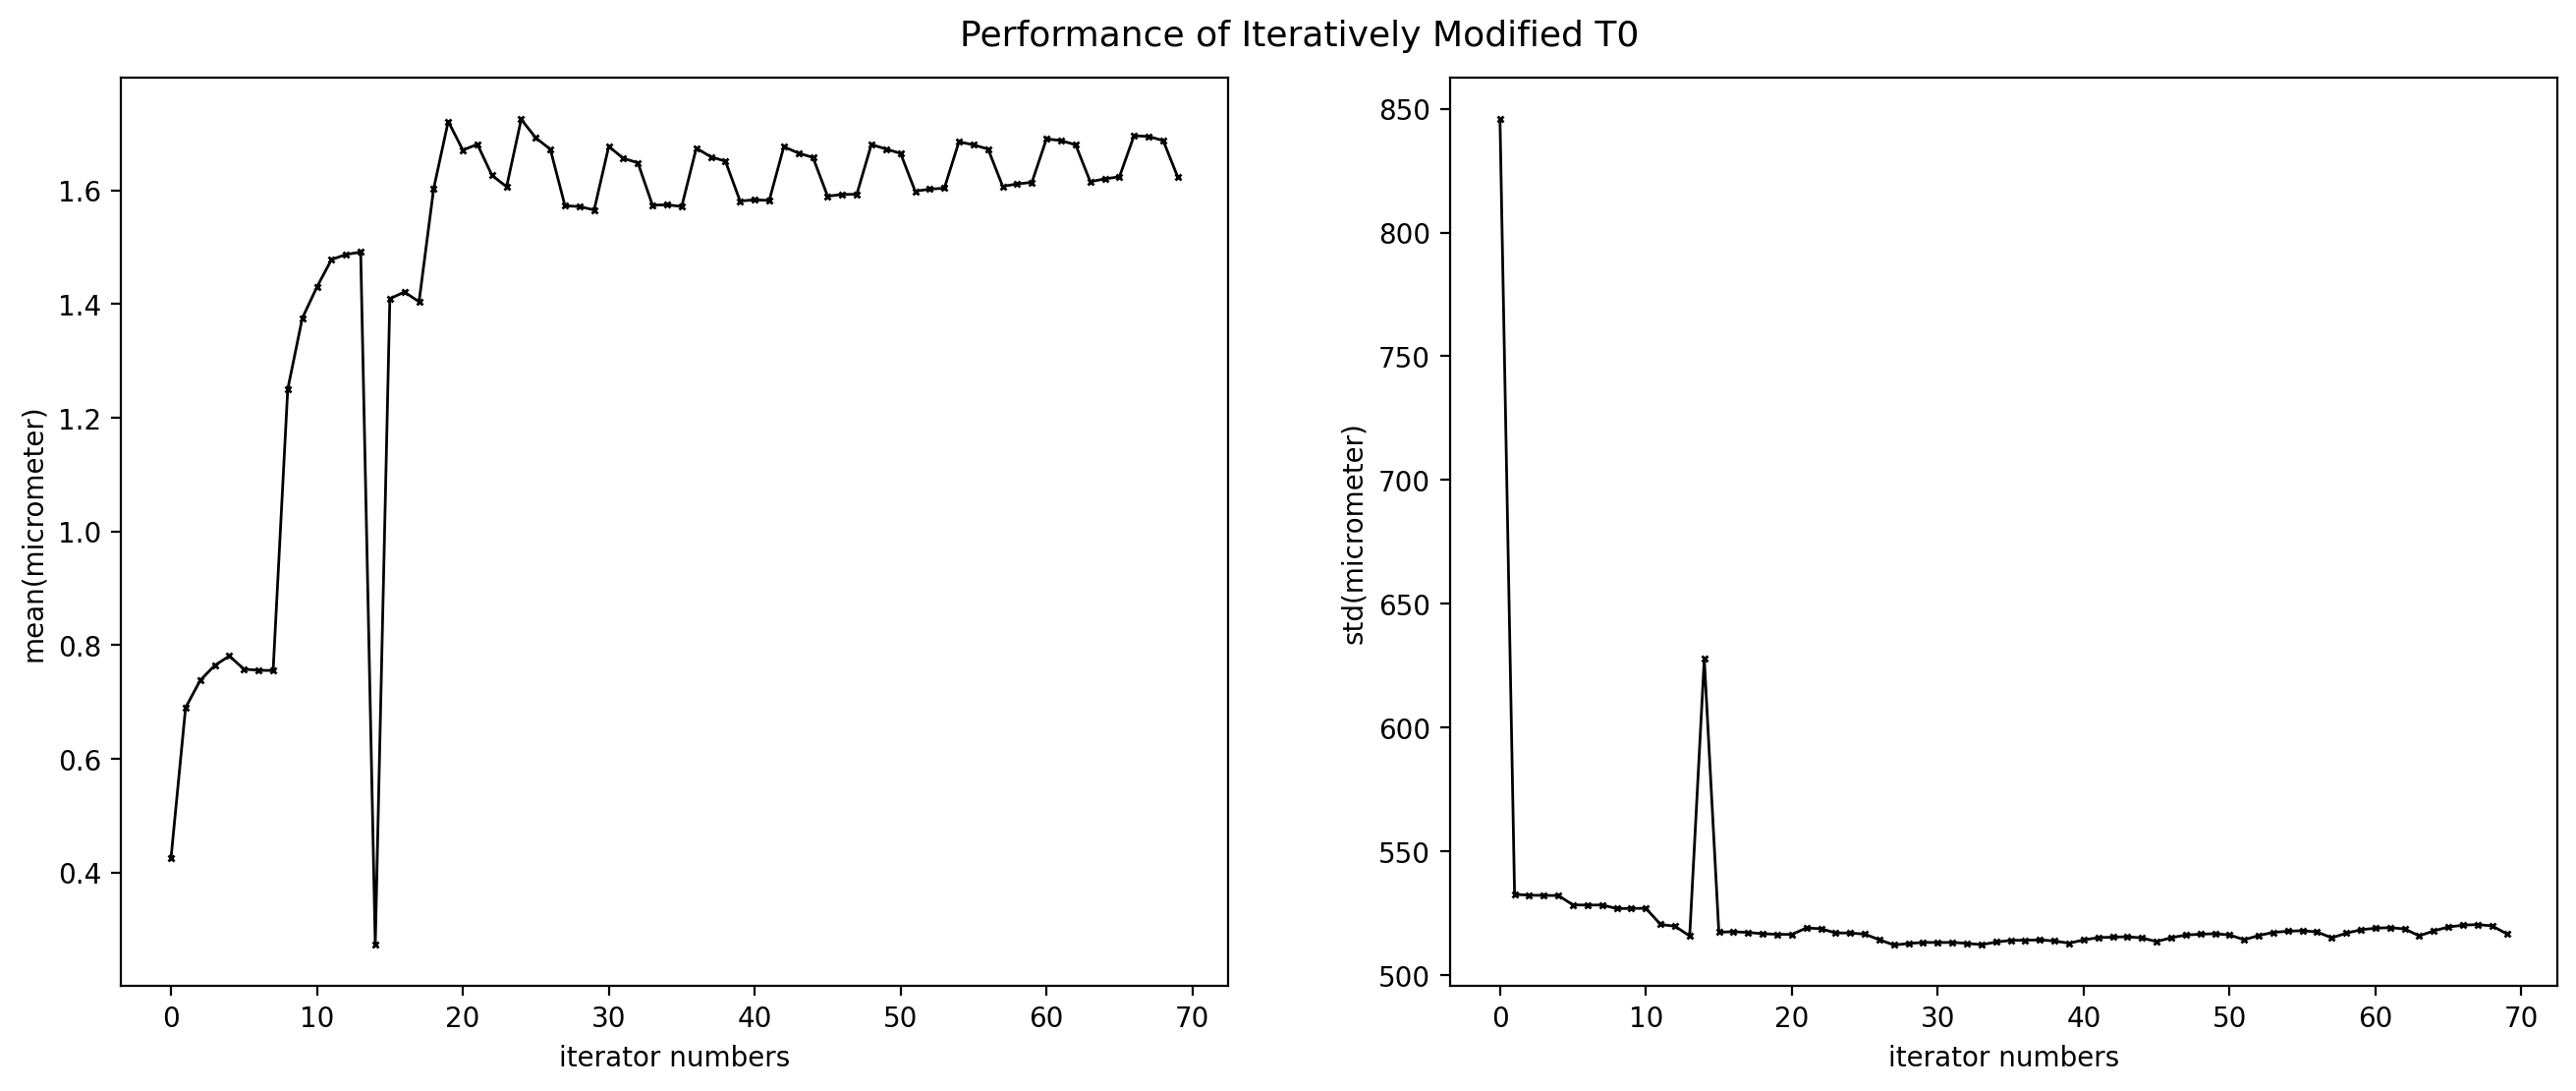 Performance of Iteratively Modified T0
mean(micrometer)
1.6
1.4
1.2
1.0
0.8
0.6
0.4
0 10 20 30 40 50 60 70
iterator numbers
std(micrometer)
850
800
750
700
650
600
550
500
0 10 20 30 40 50 60 70
iterator numbers